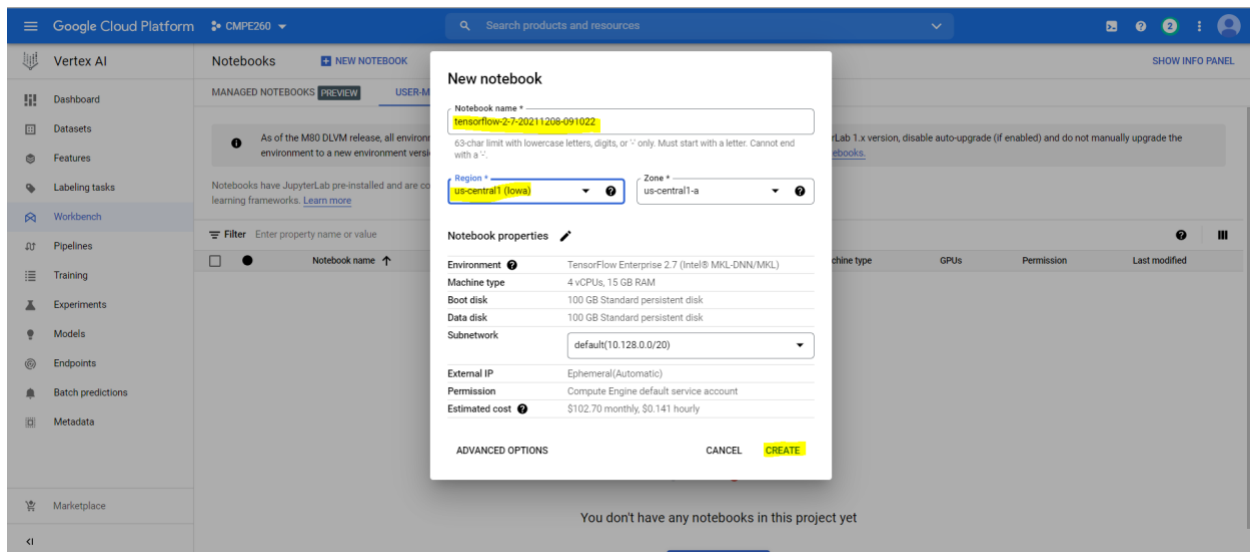 Google Cloud Platform
CMPE260
Search products and resources
2
Vertex AI
Notebooks
NEW NOTEBOOK
SHOW INFO PANEL
MANAGED NOTEBOOKS PREVIEW
USER-M
Dashboard
Datasets
Features
Labeling tasks
Workbench
Pipelines
Training
Experiments
Models
Endpoints
Batch predictions
Metadata
Marketplace
As of the M80 DLVM release, all environ
environment to a new environment versi
rLab 1.x version, disable auto-upgrade (if enabled) and do not manually upgrade the
ebooks.
Notebooks have JupyterLab pre-installed and are co
learning frameworks. Learn more
Filter Enter property name or value
Notebook name
chine type
GPUs
Permission
Last modified
New notebook
Notebook name *
tensorflow-2-7-20211208-091022
63-char limit with lowercase letters, digits, or '-' only. Must start with a letter. Cannot end
with a '-'.
Region *
us-central1 (Iowa)
Zone *
us-central1-a
Notebook properties
Environment TensorFlow Enterprise 2.7 (Intel® MKL-DNN/MKL)
Machine type 4 vCPUs, 15 GB RAM
Boot disk 100 GB Standard persistent disk
Data disk 100 GB Standard persistent disk
Subnetwork default(10.128.0.0/20)
External IP Ephemeral(Automatic)
Permission Compute Engine default service account
Estimated cost $102.70 monthly, $0.141 hourly
ADVANCED OPTIONS
CANCEL
CREATE
You don't have any notebooks in this project yet